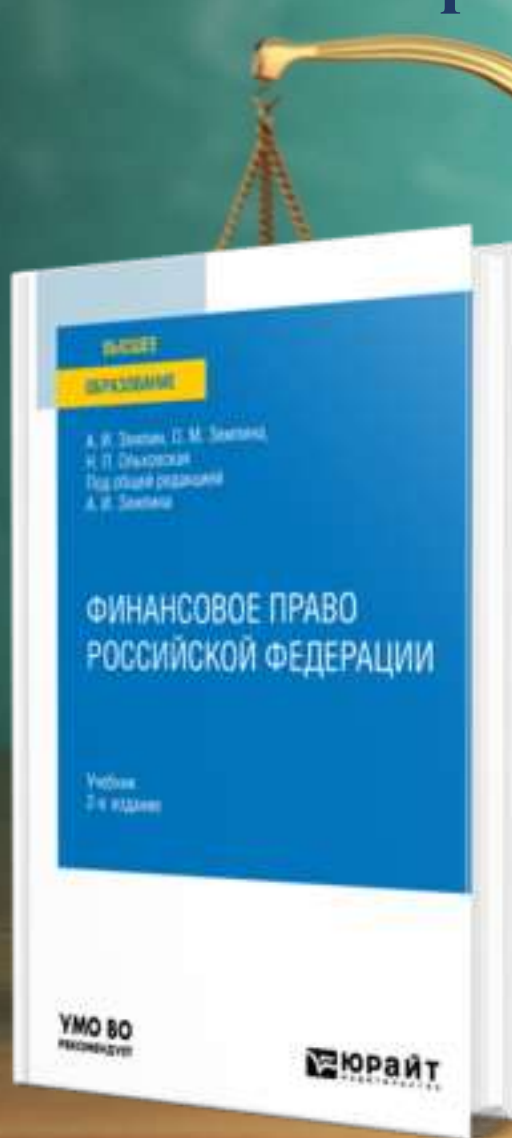 ВЫСШЕЕ
ОБРАЗОВАНИЕ
А. И. Землин, О. М. Землина,
Н. П. Ольховская
Под общей редакцией
А. И. Землина
ФИНАНСОВОЕ ПРАВО
РОССИЙСКОЙ ФЕДЕРАЦИИ
Учебник
2-е издание
УМО ВО
РЕКОМЕНДУЕТ
юрайт
ИЗДАТЕЛЬСТВО